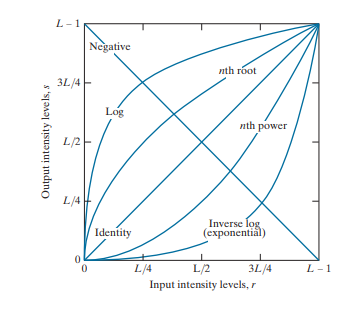 L − 1
Negative
nth root
3L/4
Log
nth power
Output intensity levels, s
L/2
L/4
Inverse log
(exponential)
Identity
0
0
L/4
L/2
3L/4
L − 1
Input intensity levels, r